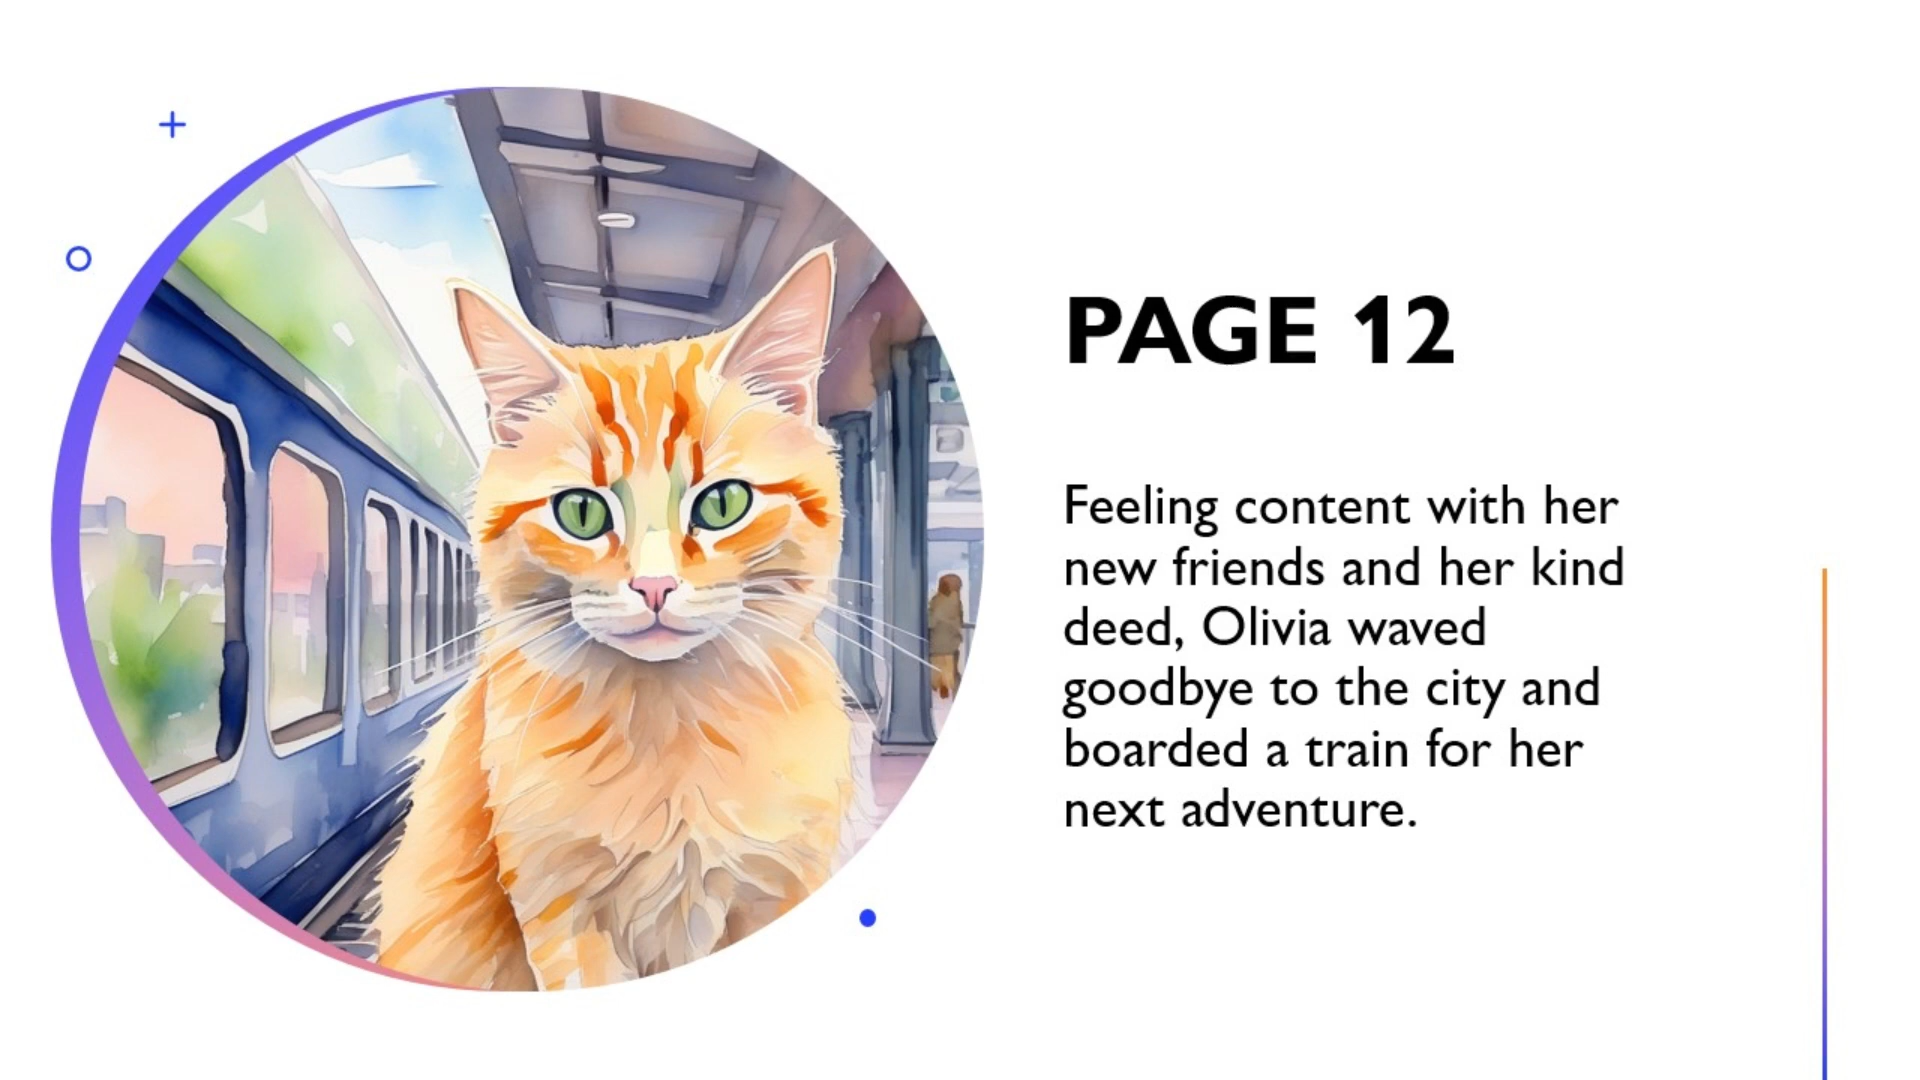 PAGE 12
Feeling content with her
new friends and her kind
deed, Olivia waved
goodbye to the city and
boarded a train for her
next adventure.